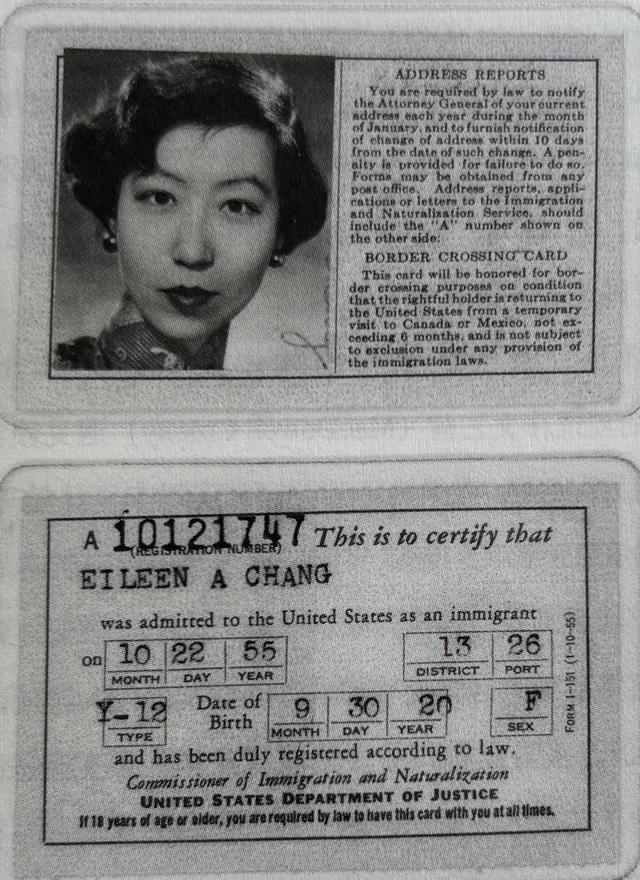 ADDRESS REPORTS
You are required by law to notify
the Attorney General of your current
address each year during the month
of January, and to furnish notification
of change of address within 10 days
from the date of such change. A pen-
alty is provided for failure to do so.
Forms may be obtained from any
post office. Address reports, appli-
cations or letters to the Immigration
and Naturalization Service, should
include the "A" number shown on
the other side.
BORDER CROSSING CARD
This card will be honored for bor-
der crossing purposes on condition
that the rightful holder is returning to
the United States from a temporary
visit to Canada or Mexico, not ex-
ceeding 6 months, and is not subject
to exclusion under any provision of
the immigration laws.
A 10121747 This is to certify that
(REGISTRATION NUMBER)
EILEEN A CHANG
was admitted to the United States as an immigrant
on 10 22 55 13 26
MONTH DAY YEAR DISTRICT PORT
Y-12 Date of Birth 9 30 20 F
TYPE MONTH DAY YEAR SEX
and has been duly registered according to law.
Commissioner of Immigration and Naturalization
UNITED STATES DEPARTMENT OF JUSTICE
If 18 years of age or older, you are required by law to have this card with you at all times.
FORM I-151 (1-10-55)